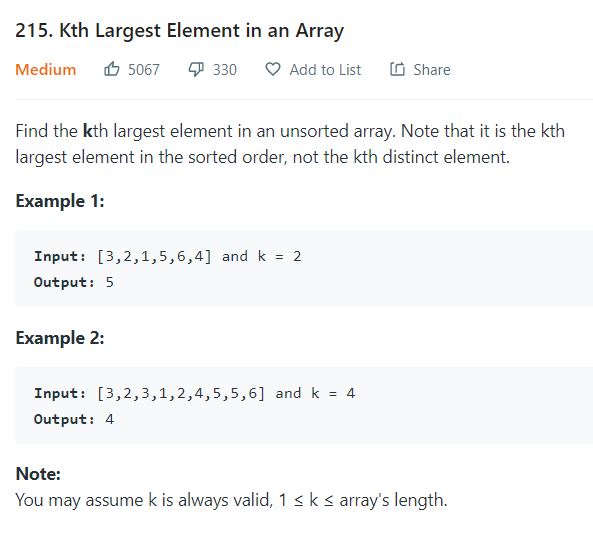 215. Kth Largest Element in an Array
Medium 5067 330 Add to List Share
Find the kth largest element in an unsorted array. Note that it is the kth
largest element in the sorted order, not the kth distinct element.
Example 1:
Input: [3,2,1,5,6,4] and k = 2
Output: 5
Example 2:
Input: [3,2,3,1,2,4,5,5,6] and k = 4
Output: 4
Note:
You may assume k is always valid, 1 ≤ k ≤ array's length.